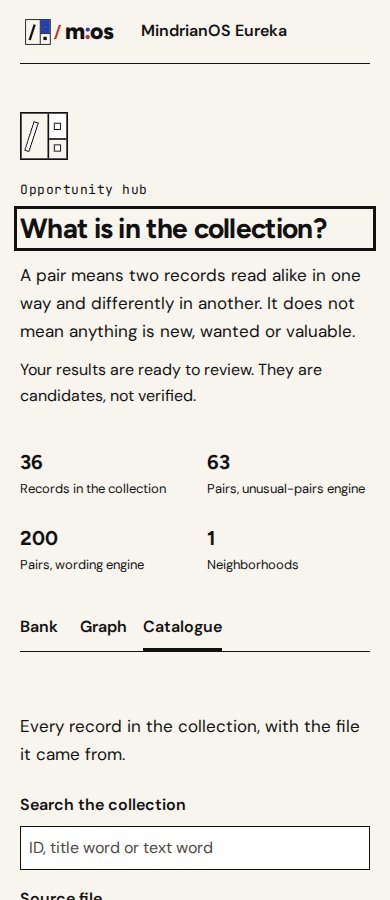 / m:os
MindrianOS Eureka
Opportunity hub
What is in the collection?
A pair means two records read alike in one
way and differently in another. It does not
mean anything is new, wanted or valuable.
Your results are ready to review. They are
candidates, not verified.
36
Records in the collection
63
Pairs, unusual-pairs engine
200
Pairs, wording engine
1
Neighborhoods
Bank
Graph
Catalogue
Every record in the collection, with the file
it came from.
Search the collection
ID, title word or text word
Source file